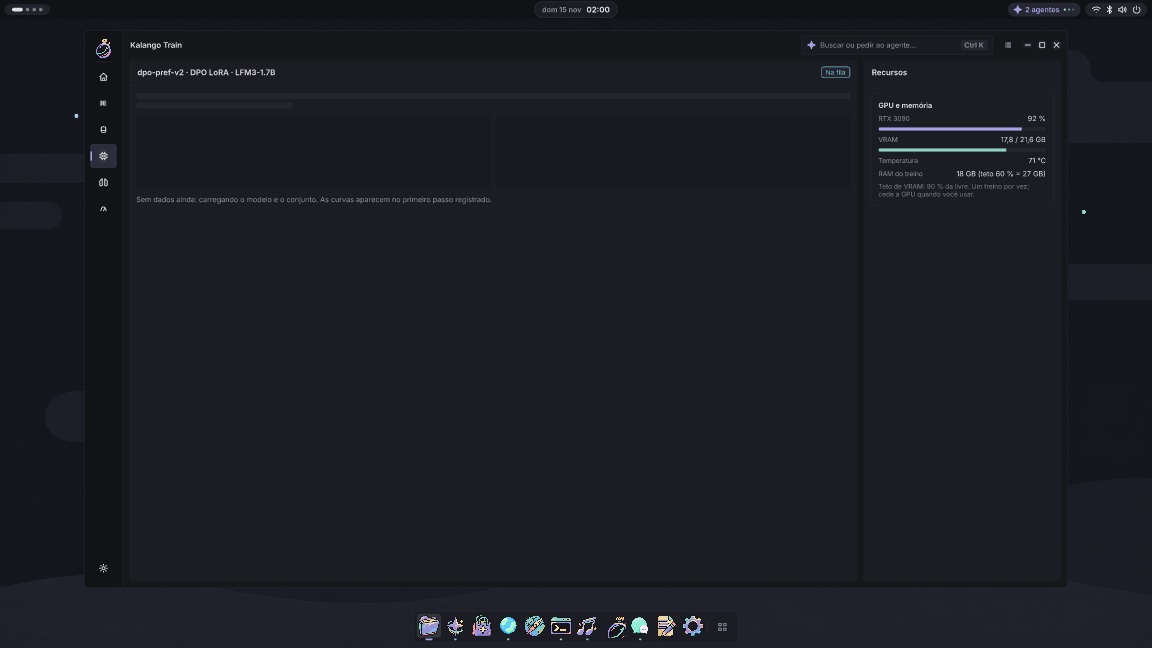 dom 15 nov 02:00
2 agentes
Kalango Train
Buscar ou pedir ao agente...
Ctrl K
dpo-pref-v2 · DPO LoRA · LFM3-1.7B
Na fila
Sem dados ainda: carregando o modelo e o conjunto. As curvas aparecem no primeiro passo registrado.
Recursos
GPU e memória
RTX 3090 92 %
VRAM 17,8 / 21,6 GB
Temperatura 71 °C
RAM do treino 18 GB (teto 60 % = 27 GB)
Teto de VRAM: 90 % da livre. Um treino por vez;
cede a GPU quando você usar.